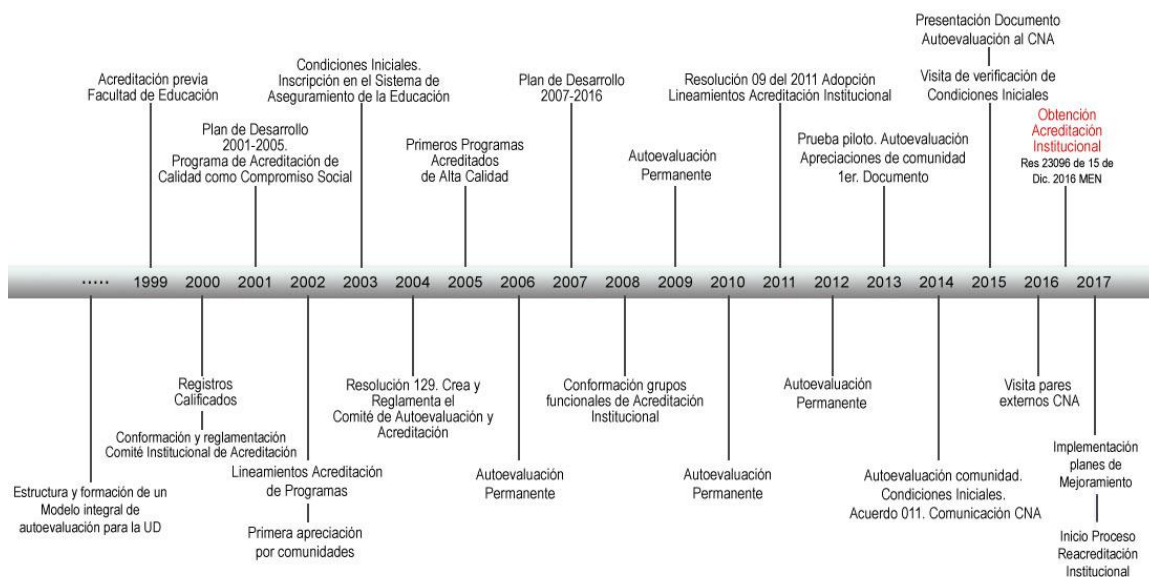 Acreditación previa
Facultad de Educación
Plan de Desarrollo
2001-2005.
Programa de Acreditación de
Calidad como Compromiso Social
Condiciones Iniciales.
Inscripción en el Sistema de
Aseguramiento de la Educación
Primeros Programas
Acreditados
de Alta Calidad
Plan de Desarrollo
2007-2016
Autoevaluación
Permanente
Resolución 09 del 2011 Adopción
Lineamientos Acreditación Institucional
Prueba piloto. Autoevaluación
Apreciaciones de comunidad
1er. Documento
Presentación Documento
Autoevaluación al CNA
Visita de verificación de
Condiciones Iniciales
Obtención
Acreditación
Institucional
Res 23096 de 15 de
Dic. 2016 MEN
..... 1999 2000 2001 2002 2003 2004 2005 2006 2007 2008 2009 2010 2011 2012 2013 2014 2015 2016 2017
Estructura y formación de un
Modelo integral de
autoevaluación para la UD
Registros
Calificados
Conformación y reglamentación
Comité Institucional de Acreditación
Lineamientos Acreditación
de Programas
Primera apreciación
por comunidades
Resolución 129. Crea y
Reglamenta el
Comité de Autoevaluación y
Acreditación
Autoevaluación
Permanente
Conformación grupos
funcionales de Acreditación
Institucional
Autoevaluación
Permanente
Autoevaluación
Permanente
Autoevaluación comunidad.
Condiciones Iniciales.
Acuerdo 011. Comunicación CNA
Visita pares
externos CNA
Implementación
planes de
Mejoramiento
Inicio Proceso
Reacreditación
Institucional